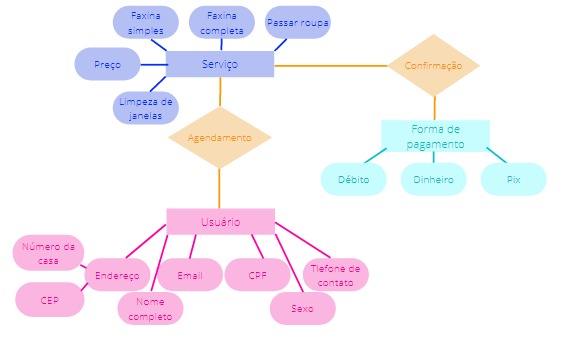 Faxina
simples
Faxina
completa
Passar roupa
Preço
Serviço
Confirmação
Limpeza de
janelas
Agendamento
Forma de
pagamento
Débito
Dinheiro
Pix
Usuário
Número da
casa
Endereço
Email
CPF
Tlefone de
contato
CEP
Nome
completo
Sexo